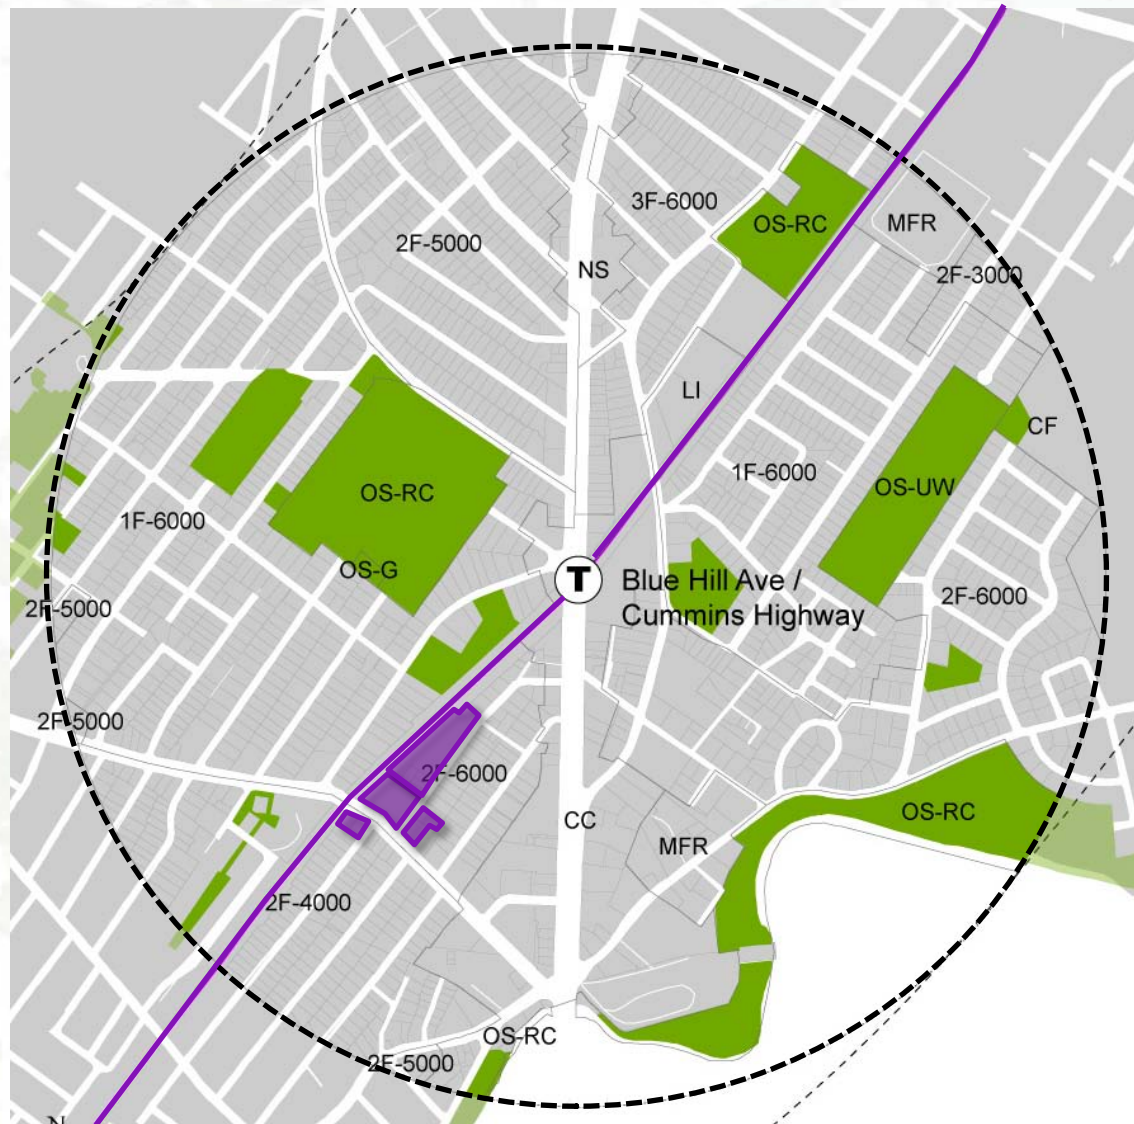 3F-6000
OS-RC
MFR
2F-5000
NS
2F-3000
LI
CF
1F-6000
OS-RC
OS-UW
1F-6000
OS-G
T
Blue Hill Ave /
Cummins Highway
2F-5000
2F-6000
2F-5000
2F-6000
OS-RC
CC
MFR
2F-4000
OS-RC
2F-5000